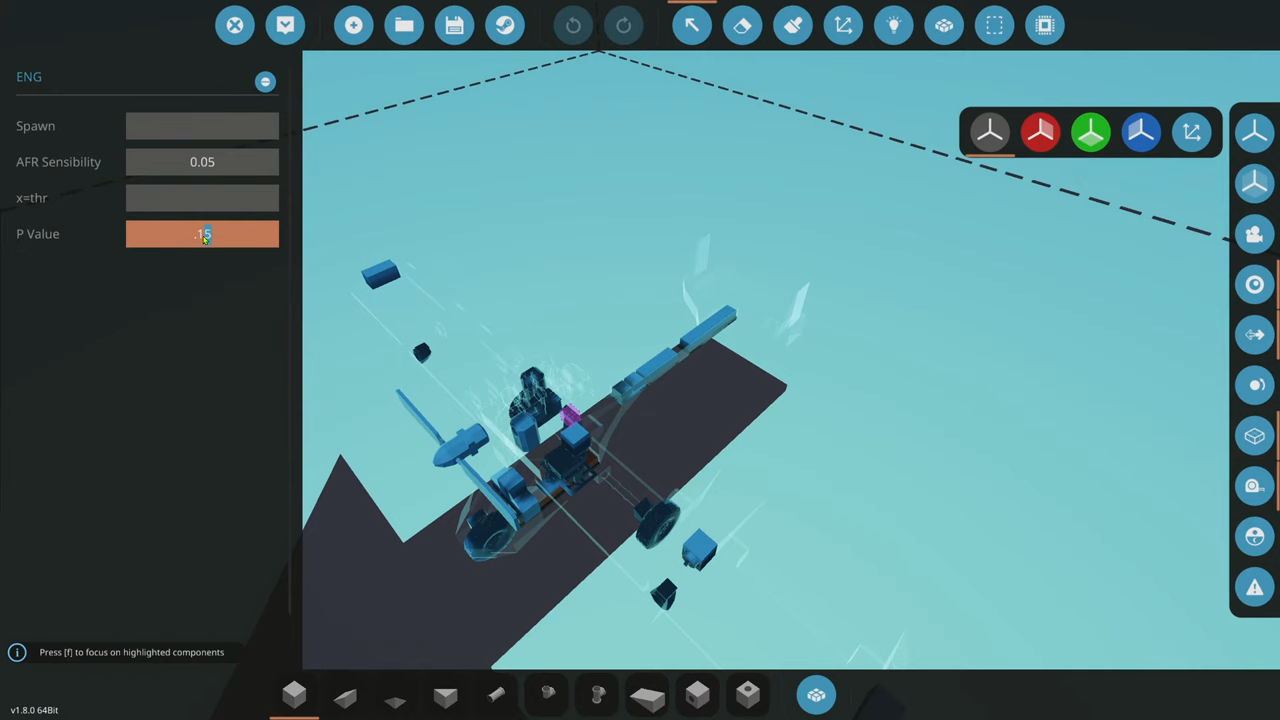 ENG
Spawn
AFR Sensibility 0.05
x=thr
P Value .15
Press [f] to focus on highlighted components
v1.8.0 64Bit